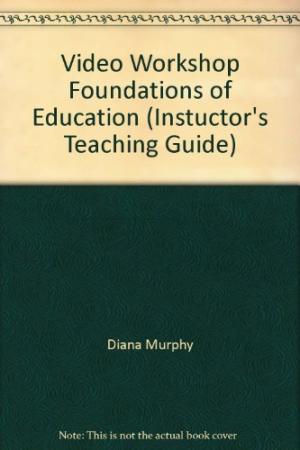 Video Workshop
Foundations of
Education (Instuctor's
Teaching Guide)
Diana Murphy
Note: This is not the actual book cover